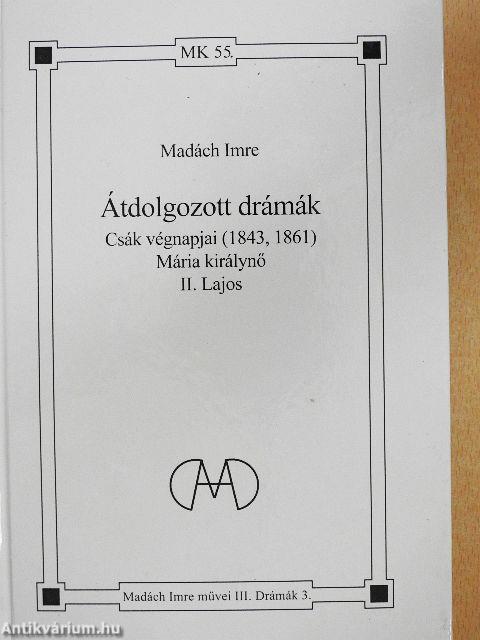 MK 55.
Madách Imre
Átdolgozott drámák
Csák végnapjai (1843, 1861)
Mária királynő
II. Lajos
Madách Imre művei III. Drámák 3.
Antikvárium.hu